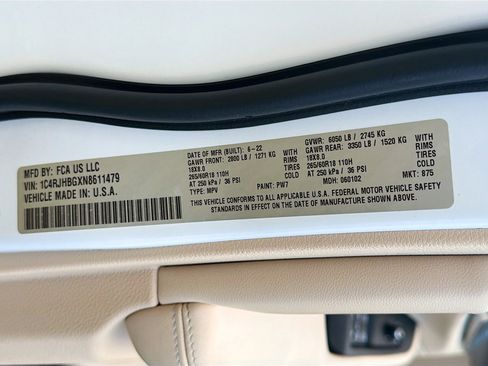 MFD BY: FCA US LLC
VIN: 1C4RJHBGXN8611479
VEHICLE MADE IN: U.S.A.
DATE OF MFR (BUILT): 6-22
GAWR FRONT: 2800 LB / 1271 KG
18X8.0 RIMS COLD
265/60R18 110H TIRES
AT 250 kPa / 36 PSI
TYPE: MPV
PAINT: PW7
GVWR: 6050 LB / 2745 KG
GAWR REAR: 3350 LB / 1520 KG
18X8.0 RIMS COLD
265/60R18 110H TIRES
AT 250 kPa / 36 PSI
MDH: 060102
MKT: 875
THIS VEHICLE CONFORMS TO ALL APPLICABLE U.S.A. FEDERAL MOTOR VEHICLE SAFETY
STANDARDS IN EFFECT ON THE DATE OF MANUFACTURE SHOWN ABOVE.